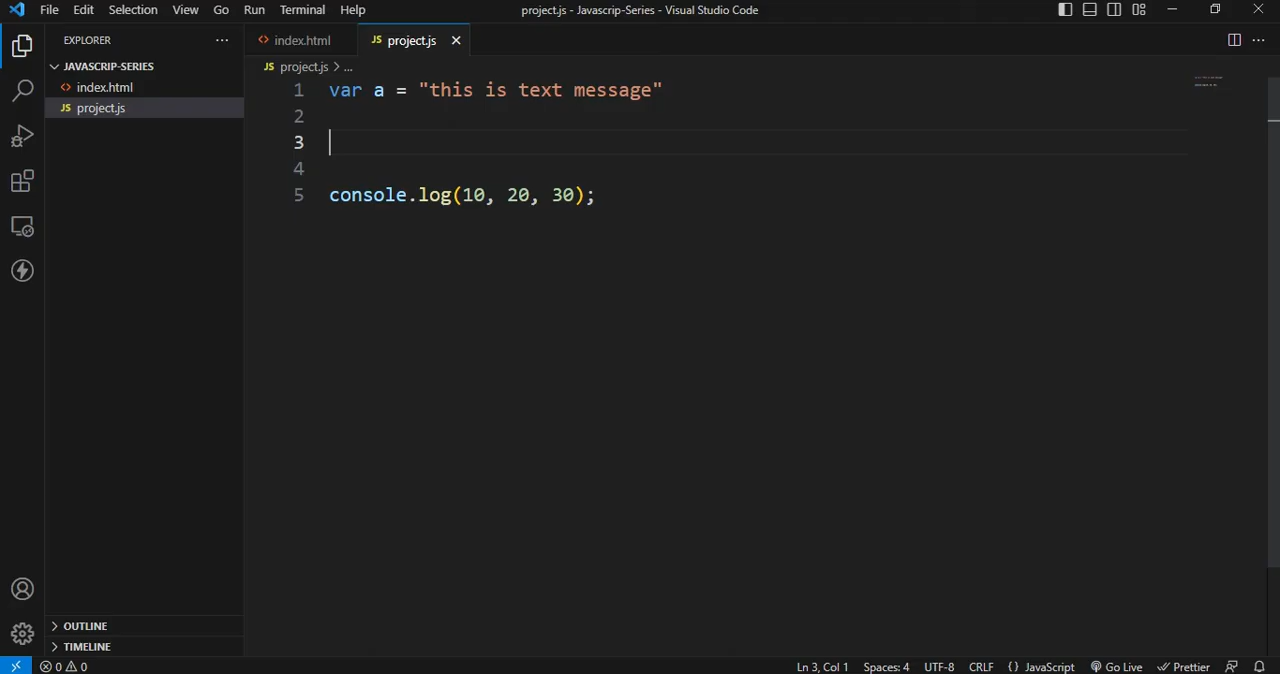 File Edit Selection View Go Run Terminal Help
project.js - Javascrip-Series - Visual Studio Code
EXPLORER
JAVASCRIP-SERIES
<> index.html
JS project.js
<> index.html
JS project.js
JS project.js > ...
1 var a = "this is text message"
2
3
4
5 console.log(10, 20, 30);
OUTLINE
TIMELINE
0 0
Ln 3, Col 1 Spaces: 4 UTF-8 CRLF {} JavaScript Go Live Prettier